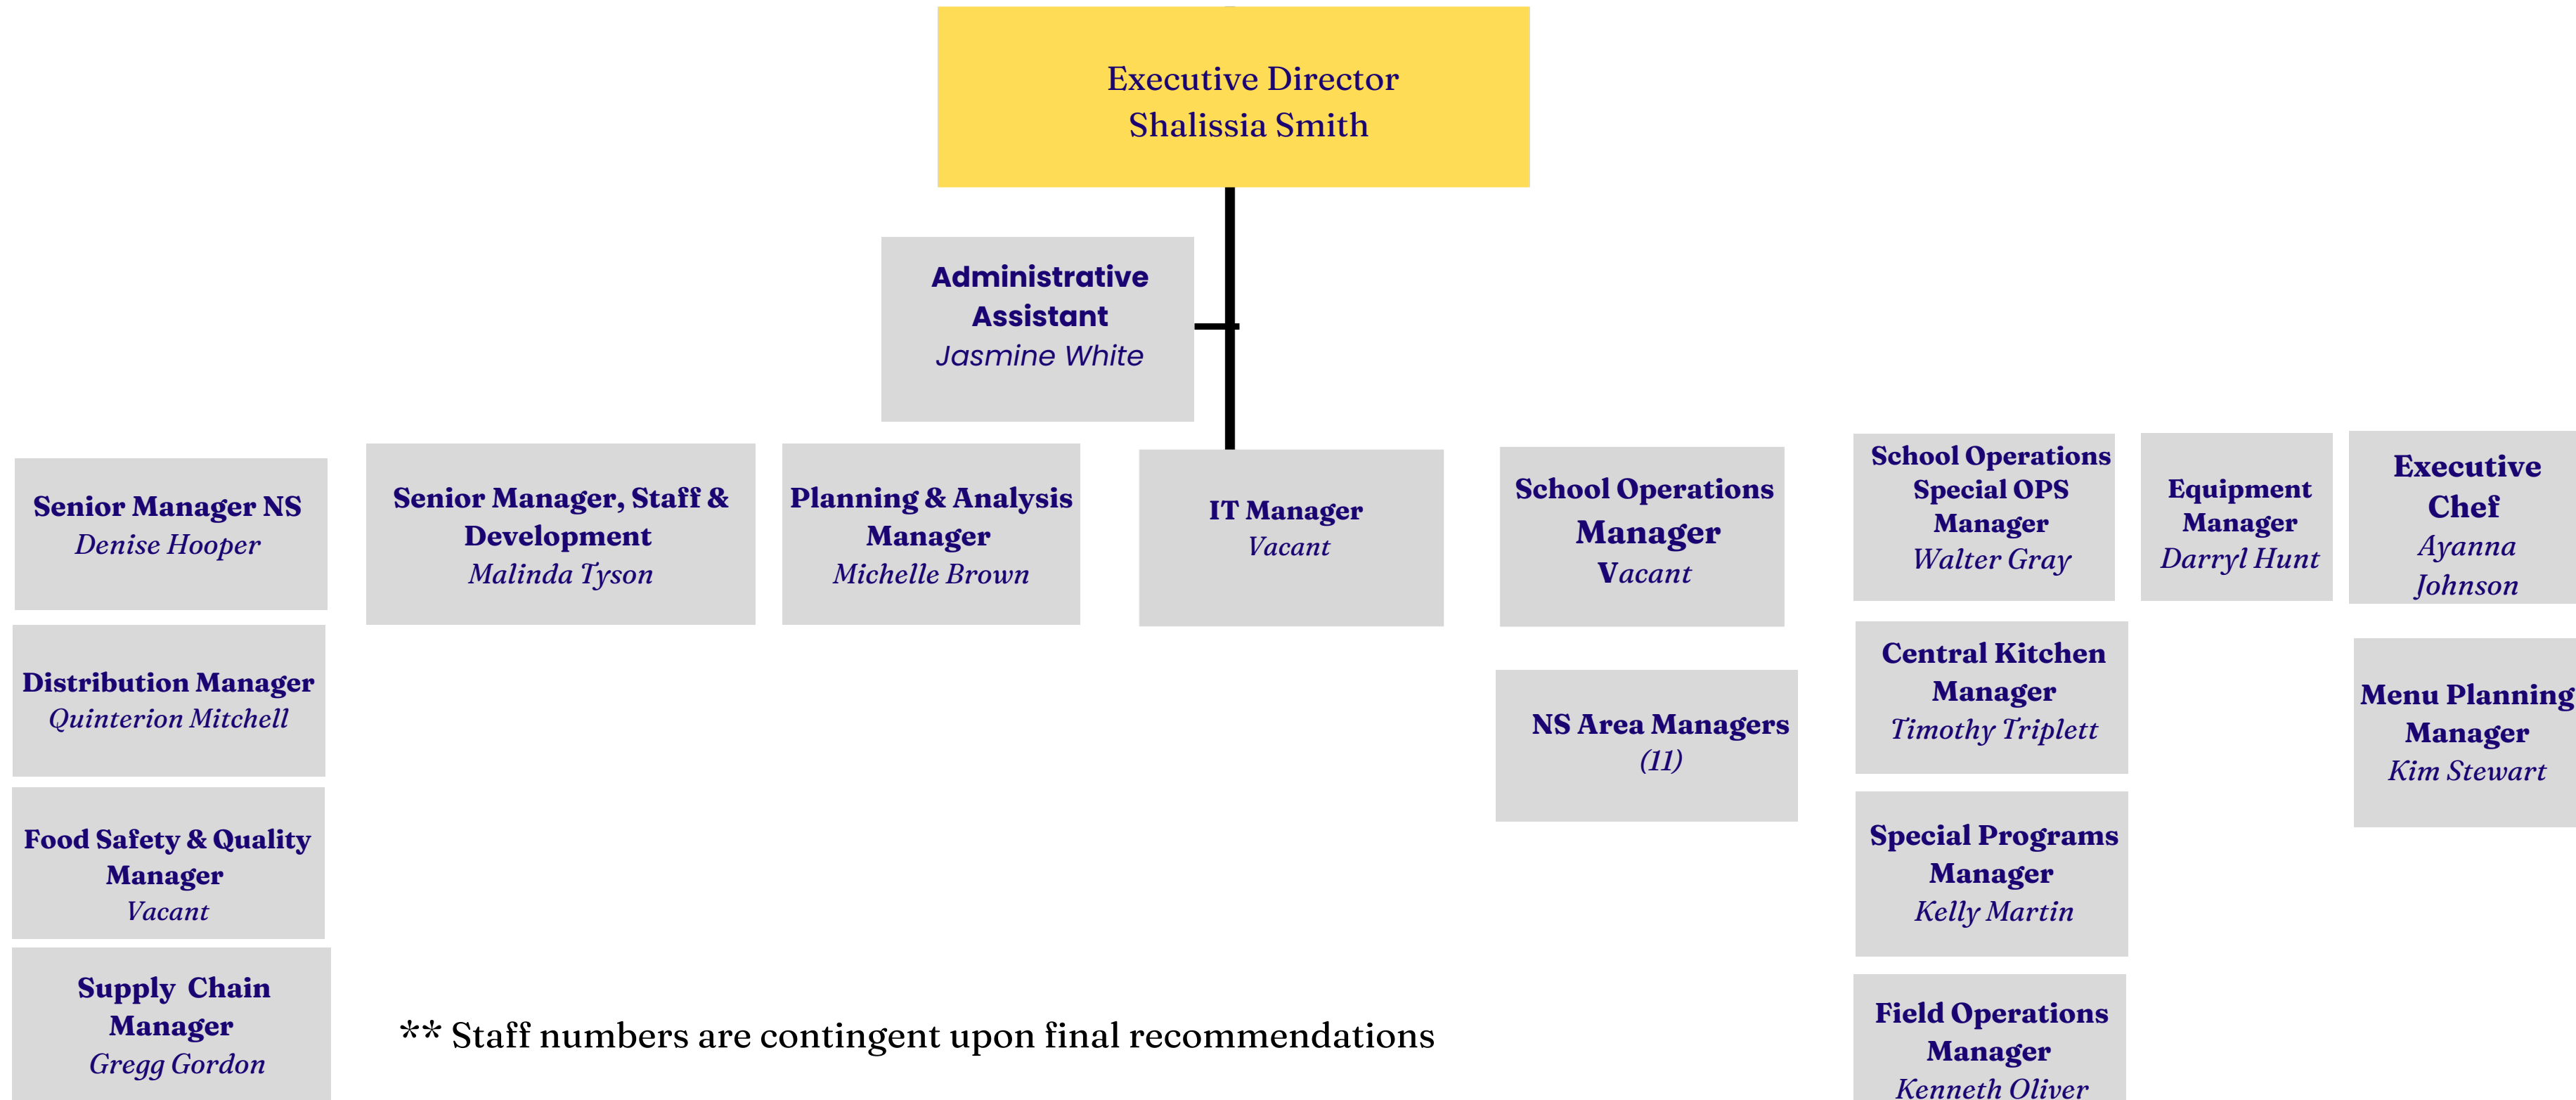 Executive Director
Shalissia Smith
Administrative
Assistant
Jasmine White
Senior Manager NS
Denise Hooper
Senior Manager, Staff &
Development
Malinda Tyson
Planning & Analysis
Manager
Michelle Brown
IT Manager
Vacant
School Operations
Manager
Vacant
School Operations
Special OPS
Manager
Walter Gray
Equipment
Manager
Darryl Hunt
Executive
Chef
Ayanna
Johnson
Distribution Manager
Quinterion Mitchell
NS Area Managers
(11)
Central Kitchen
Manager
Timothy Triplett
Menu Planning
Manager
Kim Stewart
Food Safety & Quality
Manager
Vacant
Special Programs
Manager
Kelly Martin
Supply Chain
Manager
Gregg Gordon
** Staff numbers are contingent upon final recommendations
Field Operations
Manager
Kenneth Oliver